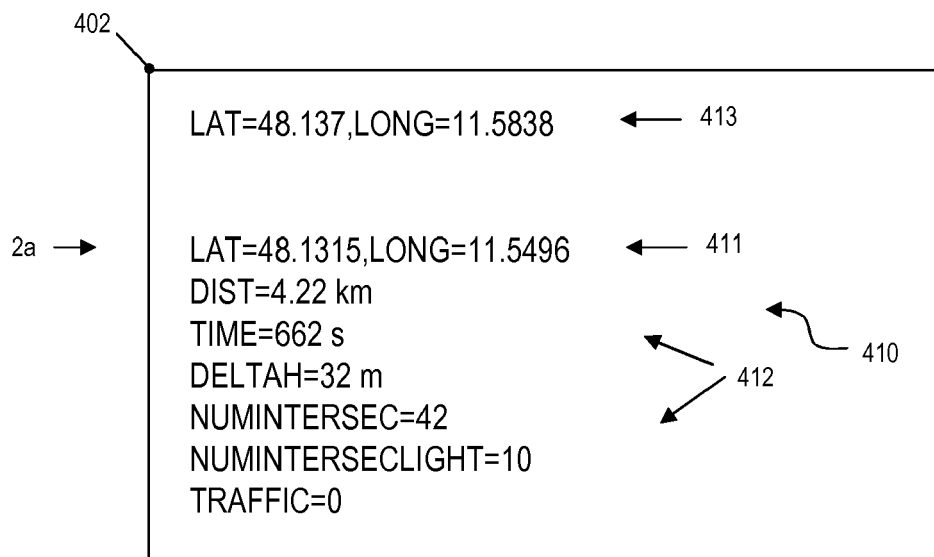 402
LAT=48.137,LONG=11.5838 413
2a LAT=48.1315,LONG=11.5496 411
DIST=4.22 km
TIME=662 s 410
DELTAH=32 m 412
NUMINTERSEC=42
NUMINTERSECLIGHT=10
TRAFFIC=0